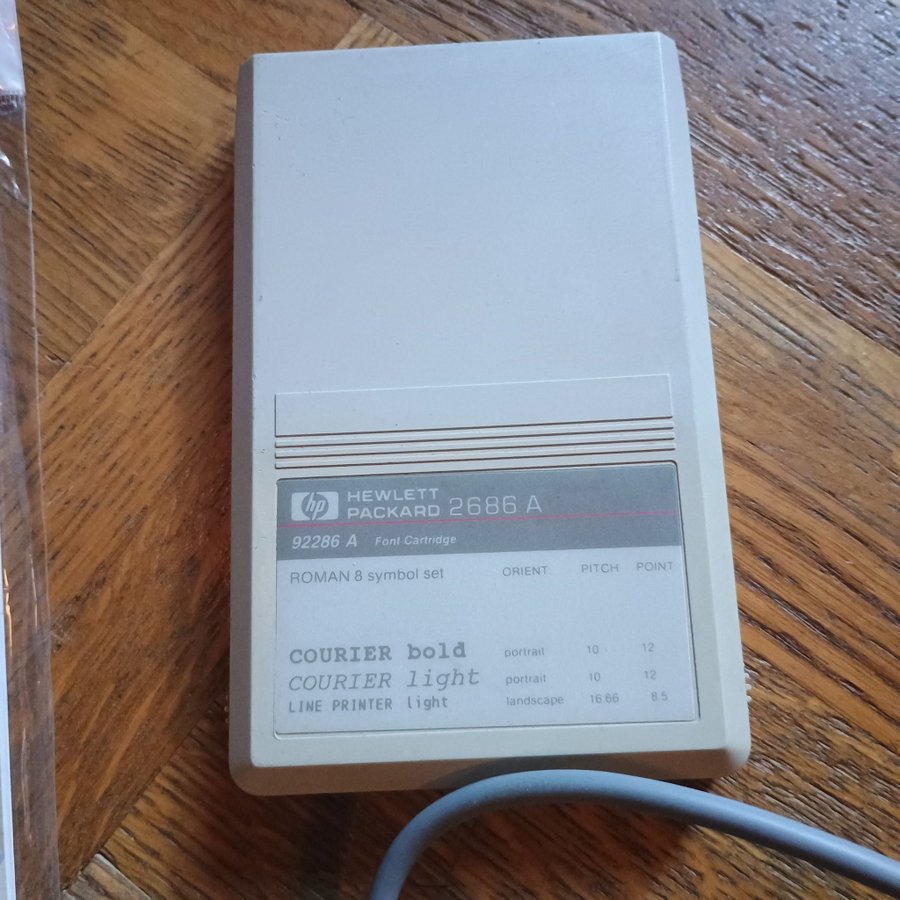 hp HEWLETT PACKARD 2686 A
92286 A Font Cartridge
ROMAN 8 symbol set ORIENT PITCH POINT
COURIER bold portrait 10 12
COURIER light portrait 10 12
LINE PRINTER light landscape 16.66 8.5